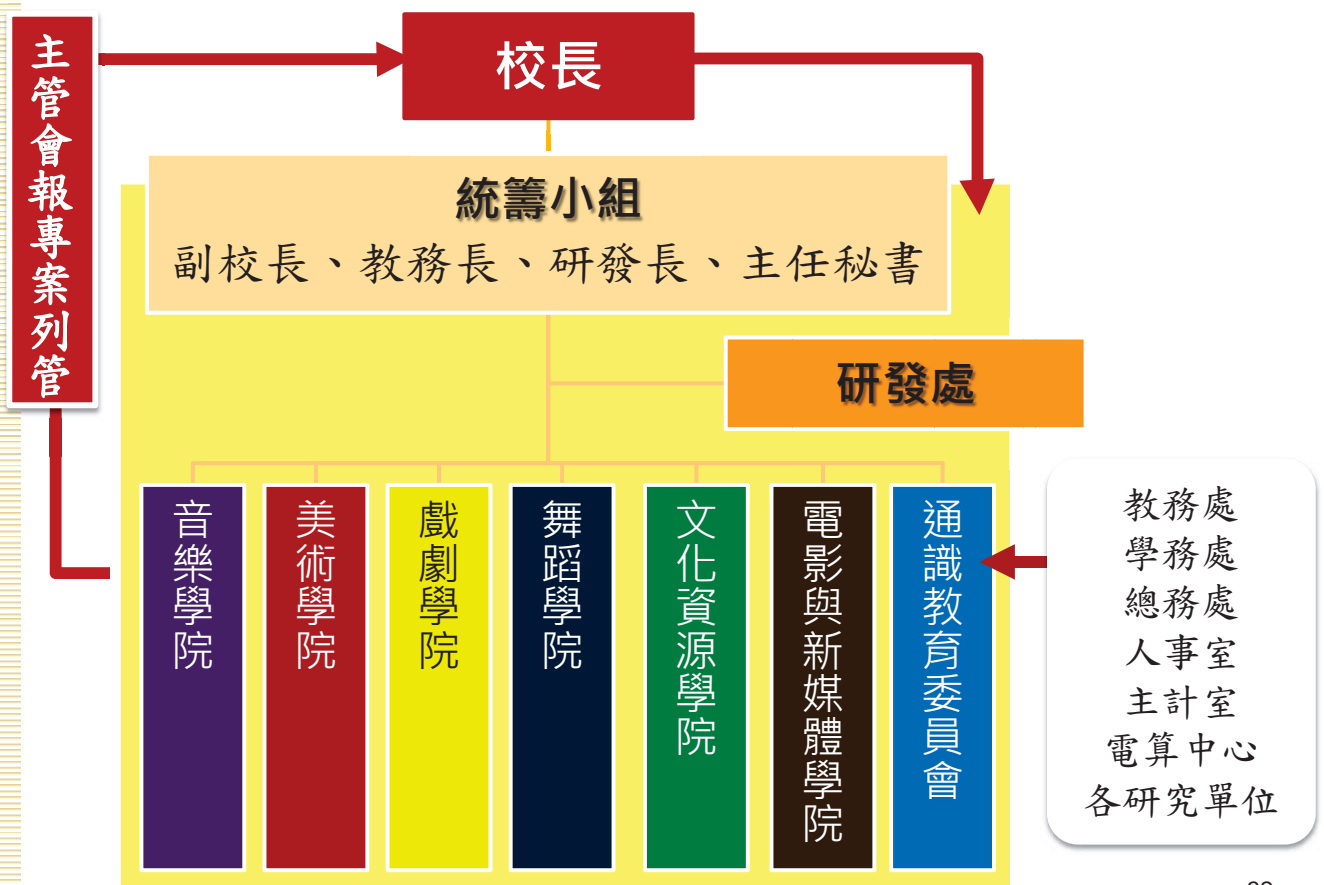 主管會報專案列管
校長
統籌小組
副校長、教務長、研發長、主任秘書
研發處
音樂學院
美術學院
戲劇學院
舞蹈學院
文化資源學院
電影與新媒體學院
通識教育委員會
教務處
學務處
總務處
人事室
主計室
電算中心
各研究單位